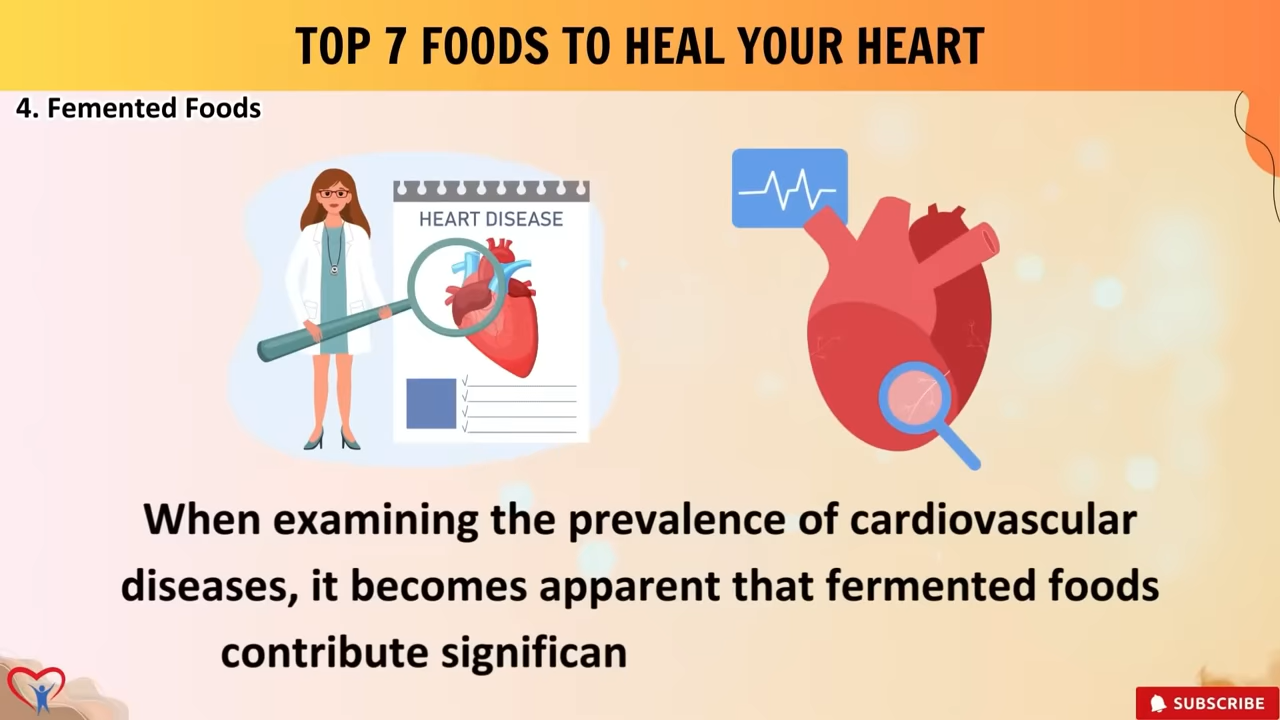 TOP 7 FOODS TO HEAL YOUR HEART
4. Femented Foods
HEART DISEASE
When examining the prevalence of cardiovascular
diseases, it becomes apparent that fermented foods
contribute significan
SUBSCRIBE